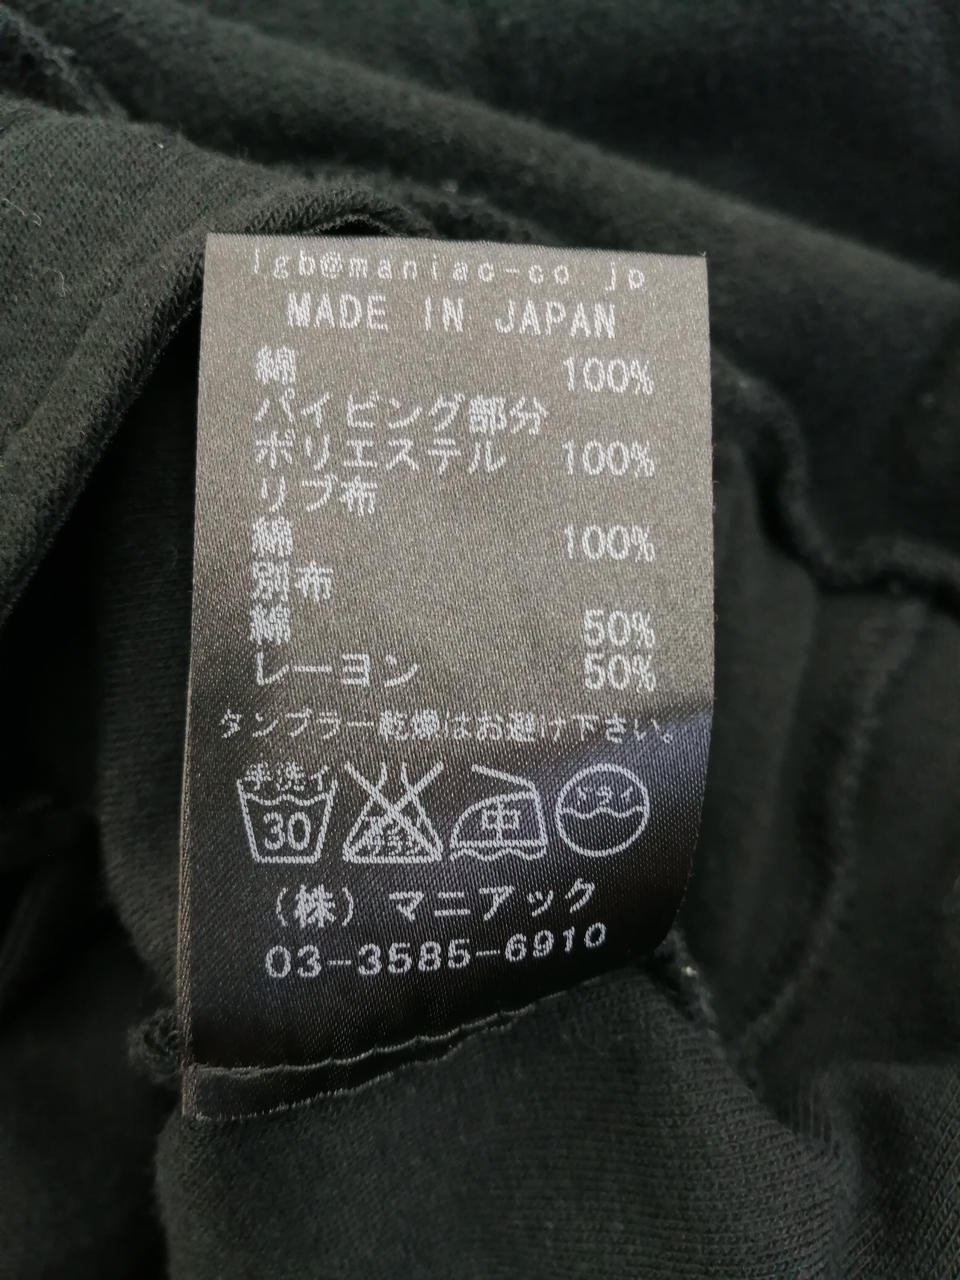 lgb@maniac-co jp
MADE IN JAPAN
綿 100%
パイピング部分
ポリエステル 100%
リブ布
綿 100%
別布
綿 50%
レーヨン 50%
タンブラー乾燥はお避け下さい。
手洗イ
30
中
ドライ
(株)マニアック
03-3585-6910